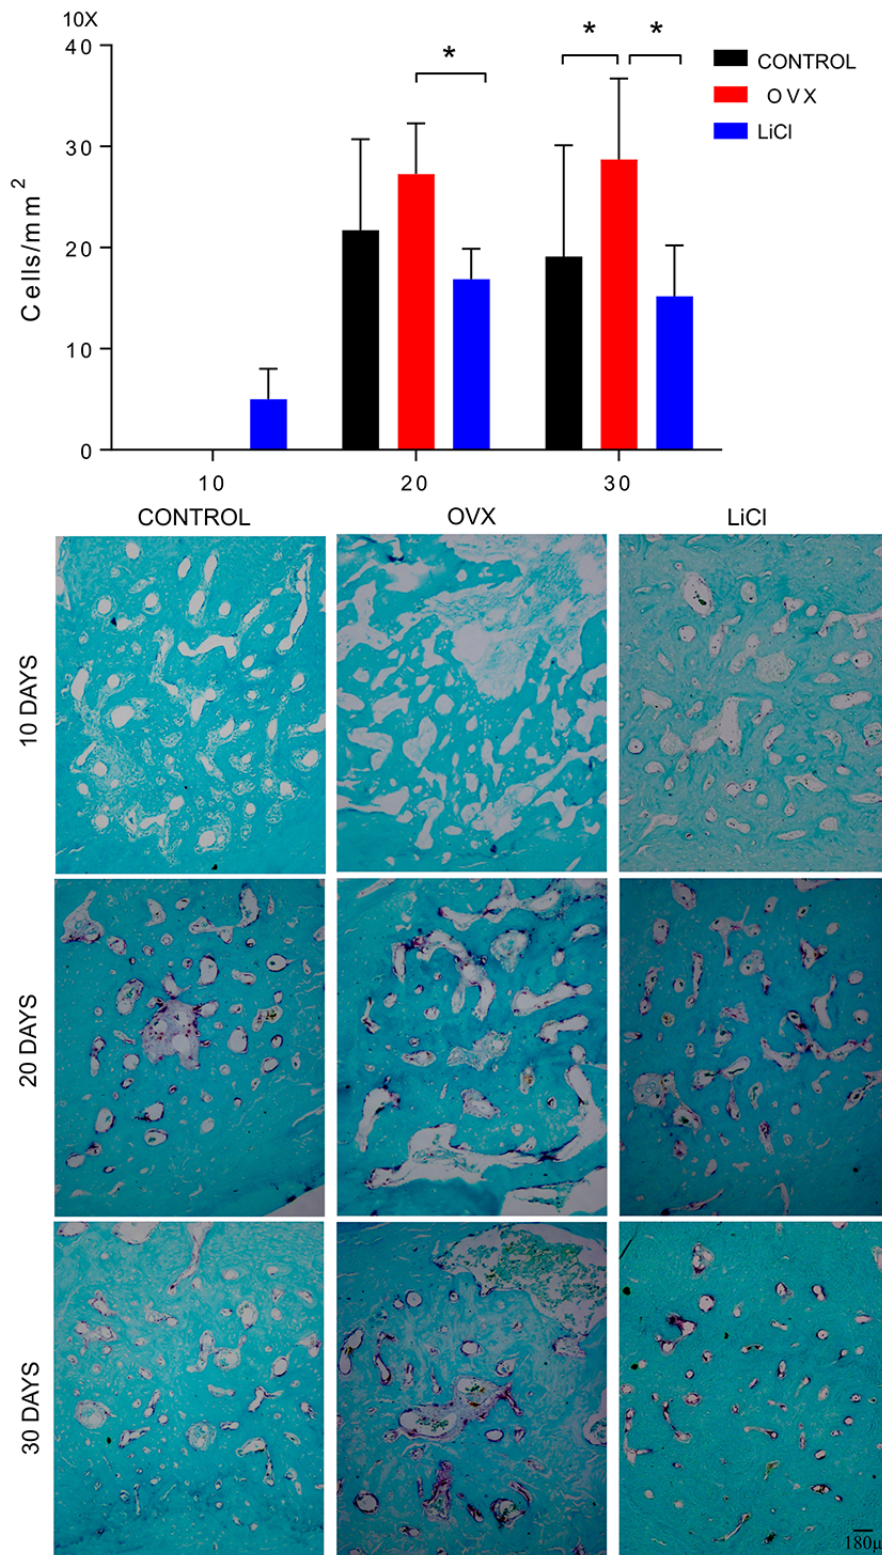 10X
40
30
20
10
0
Cells/mm²
* * *
CONTROL
OVX
LiCl
10 20 30
CONTROL OVX LiCl
10 DAYS
20 DAYS
30 DAYS
180µ